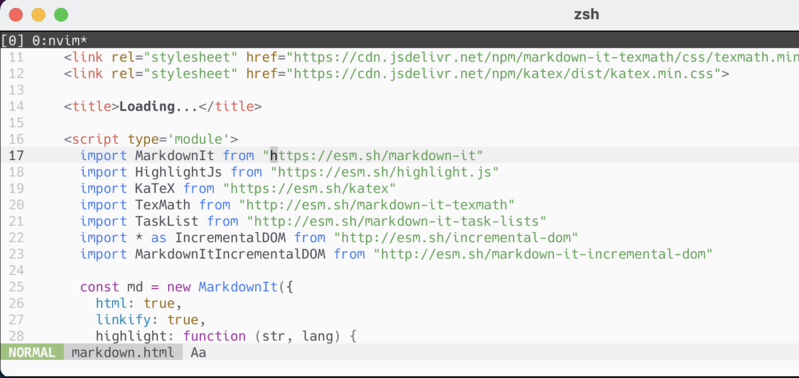 zsh
[0] 0:nvim*
11 <link rel="stylesheet" href="https://cdn.jsdelivr.net/npm/markdown-it-texmath/css/texmath.min
12 <link rel="stylesheet" href="https://cdn.jsdelivr.net/npm/katex/dist/katex.min.css">
13
14 <title>Loading...</title>
15
16 <script type='module'>
17 import MarkdownIt from "https://esm.sh/markdown-it"
18 import HighlightJs from "https://esm.sh/highlight.js"
19 import KaTeX from "https://esm.sh/katex"
20 import TexMath from "http://esm.sh/markdown-it-texmath"
21 import TaskList from "http://esm.sh/markdown-it-task-lists"
22 import * as IncrementalDOM from "http://esm.sh/incremental-dom"
23 import MarkdownItIncrementalDOM from "http://esm.sh/markdown-it-incremental-dom"
24
25 const md = new MarkdownIt({
26 html: true,
27 linkify: true,
28 highlight: function (str, lang) {
NORMAL markdown.html Aa